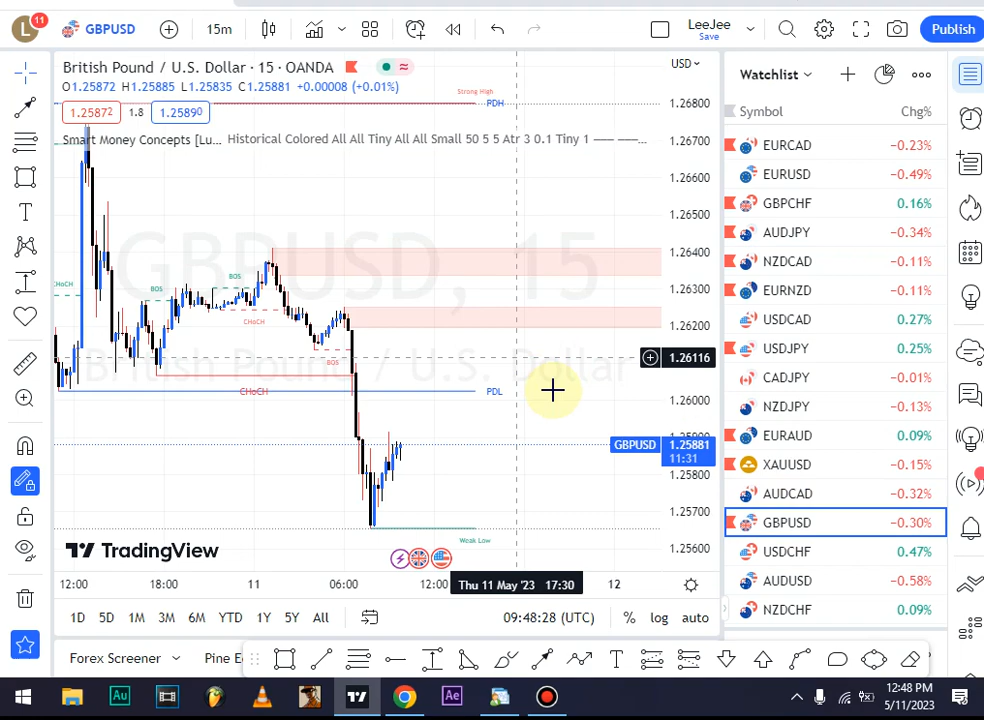 L
11
GBPUSD
15m
LeeJee
Save
Publish
British Pound / U.S. Dollar · 15 · OANDA
O1.25872 H1.25885 L1.25835 C1.25881 +0.00008 (+0.01%)
1.25872
1.8
1.25890
Smart Money Concepts [Lu... Historical Colored All All Tiny All All Small 50 5 5 Atr 3 0.1 Tiny 1
GBPUSD, 15
British Pound / U.S. Dollar
Strong High
PDH
CHoCH
BOS
BOS
CHoCH
BOS
CHoCH
PDL
Weak Low
USD
1.26800
1.26700
1.26600
1.26500
1.26400
1.26300
1.26200
1.26116
1.26000
GBPUSD
1.25881
11:31
1.25800
1.25700
1.25600
TradingView
12:00
18:00
11
06:00
12:00
Thu 11 May '23 17:30
12
1D 5D 1M 3M 6M YTD 1Y 5Y All
09:48:28 (UTC)
% log auto
Forex Screener
Pine E
Watchlist
Symbol Chg%
EURCAD −0.23%
EURUSD −0.49%
GBPCHF 0.16%
AUDJPY −0.34%
NZDCAD −0.11%
EURNZD −0.11%
USDCAD 0.27%
USDJPY 0.25%
CADJPY −0.01%
NZDJPY −0.13%
EURAUD 0.09%
XAUUSD −0.15%
AUDCAD −0.32%
GBPUSD −0.30%
USDCHF 0.47%
AUDUSD −0.58%
NZDCHF 0.09%
Au
Ae
12:48 PM
5/11/2023